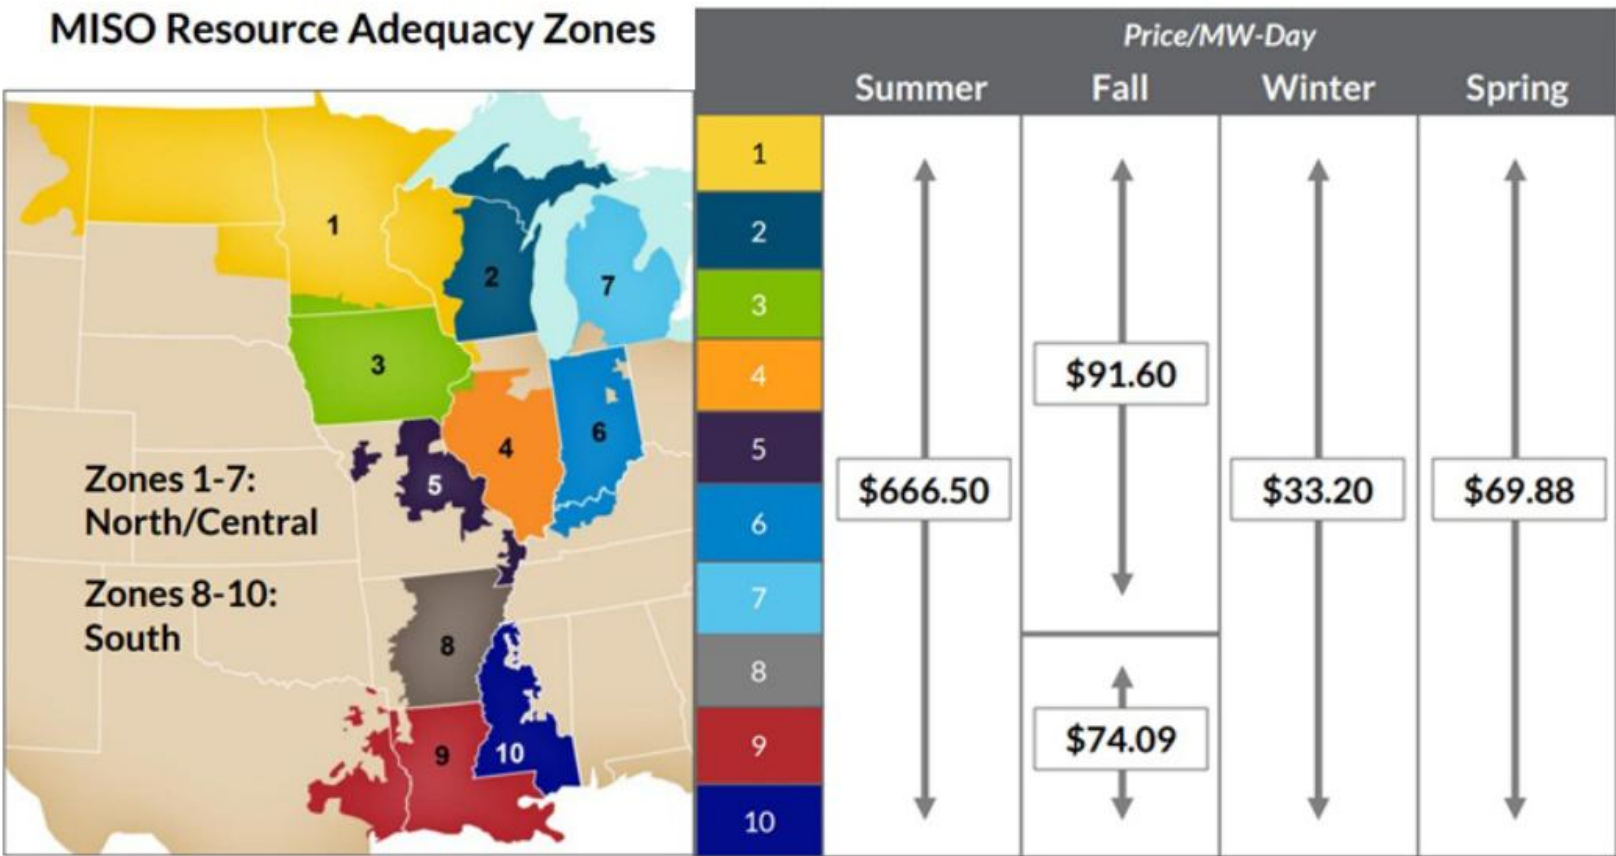 MISO Resource Adequacy Zones
1
2
7
3
4
6
5
Zones 1-7:
North/Central
Zones 8-10:
South
8
9
10
Price/MW-Day
Summer Fall Winter Spring
1
2
3
4
5
6
7
8
9
10
$91.60
$666.50 $33.20 $69.88
$74.09